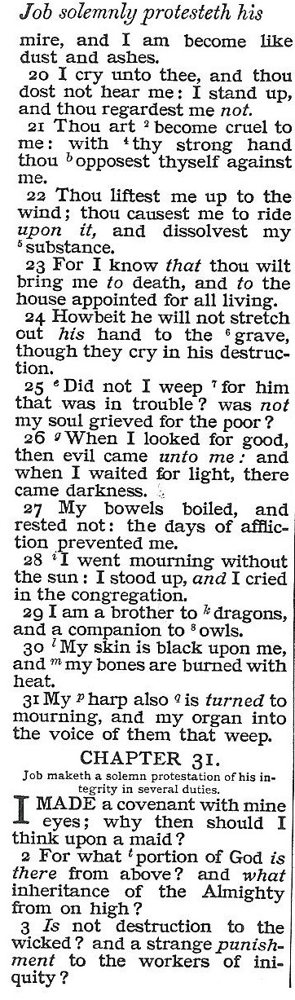 Job solemnly protesteth his
mire, and I am become like
dust and ashes.
20 I cry unto thee, and thou
dost not hear me: I stand up,
and thou regardest me not.
21 Thou art ² become cruel to
me: with ⁴ thy strong hand
thou ᵇ opposest thyself against
me.
22 Thou liftest me up to the
wind; thou causest me to ride
upon it, and dissolvest my
⁵ substance.
23 For I know that thou wilt
bring me to death, and to the
house appointed for all living.
24 Howbeit he will not stretch
out his hand to the ⁶ grave,
though they cry in his destruc-
tion.
25 ᵉ Did not I weep ⁷ for him
that was in trouble? was not
my soul grieved for the poor?
26 ᵍ When I looked for good,
then evil came unto me: and
when I waited for light, there
came darkness.
27 My bowels boiled, and
rested not: the days of afflic-
tion prevented me.
28 ⁱ I went mourning without
the sun: I stood up, and I cried
in the congregation.
29 I am a brother to ᵏ dragons,
and a companion to ⁸ owls.
30 ˡ My skin is black upon me,
and ᵐ my bones are burned with
heat.
31 My ᵖ harp also ᑫ is turned to
mourning, and my organ into
the voice of them that weep.
CHAPTER 31.
Job maketh a solemn protestation of his in-
tegrity in several duties.
I MADE a covenant with mine
eyes; why then should I
think upon a maid?
2 For what ᵗ portion of God is
there from above? and what
inheritance of the Almighty
from on high?
3 Is not destruction to the
wicked? and a strange punish-
ment to the workers of ini-
quity?